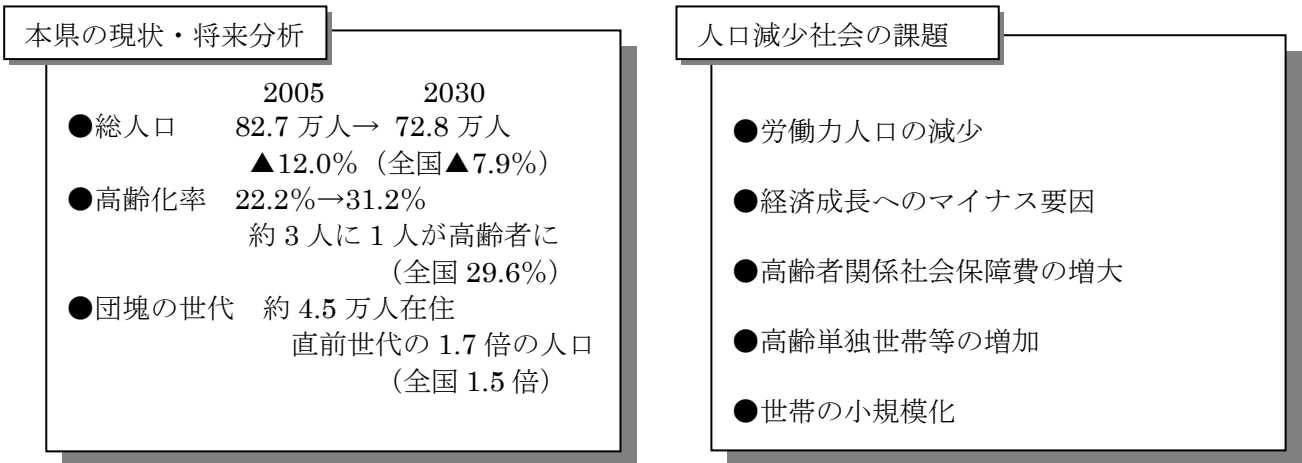 本県の現状・将来分析
2005 2030
●総人口 82.7 万人→ 72.8 万人
▲12.0%(全国▲7.9%)
●高齢化率 22.2%→31.2%
約 3 人に 1 人が高齢者に
(全国 29.6%)
●団塊の世代 約 4.5 万人在住
直前世代の 1.7 倍の人口
(全国 1.5 倍)
人口減少社会の課題
●労働力人口の減少
●経済成長へのマイナス要因
●高齢者関係社会保障費の増大
●高齢単独世帯等の増加
●世帯の小規模化